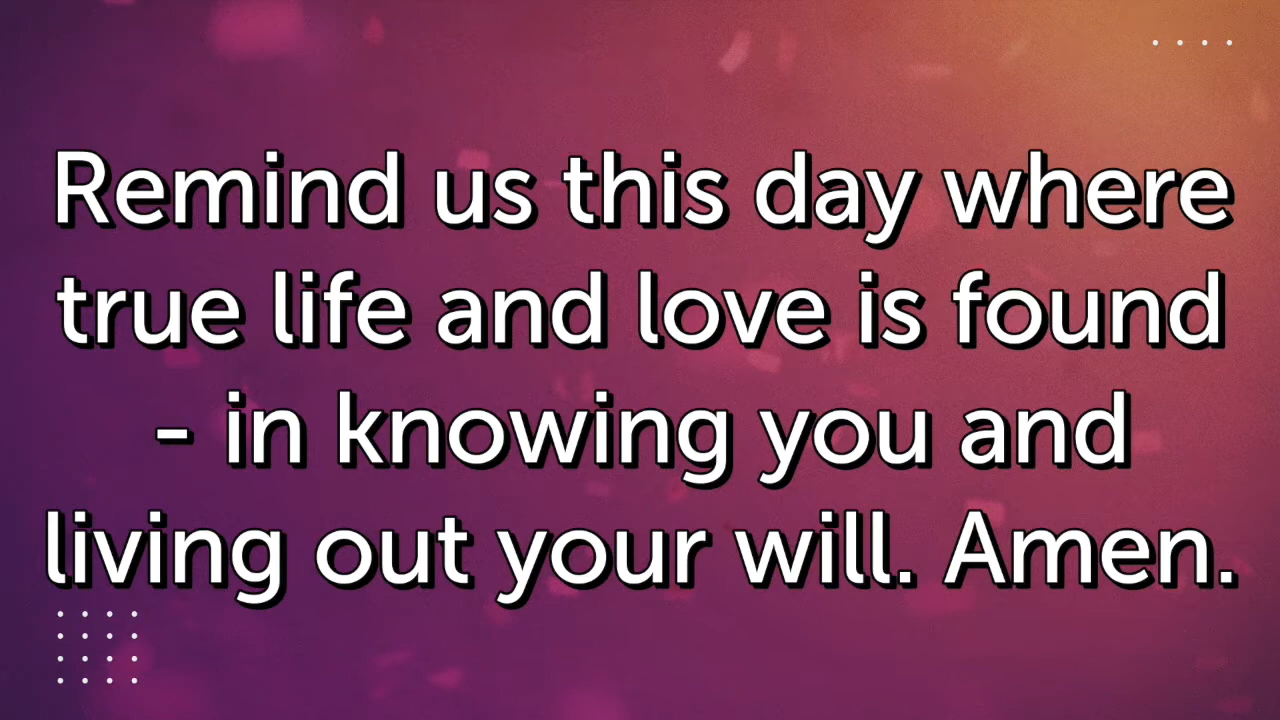 Remind us this day where
true life and love is found
- in knowing you and
living out your will. Amen.